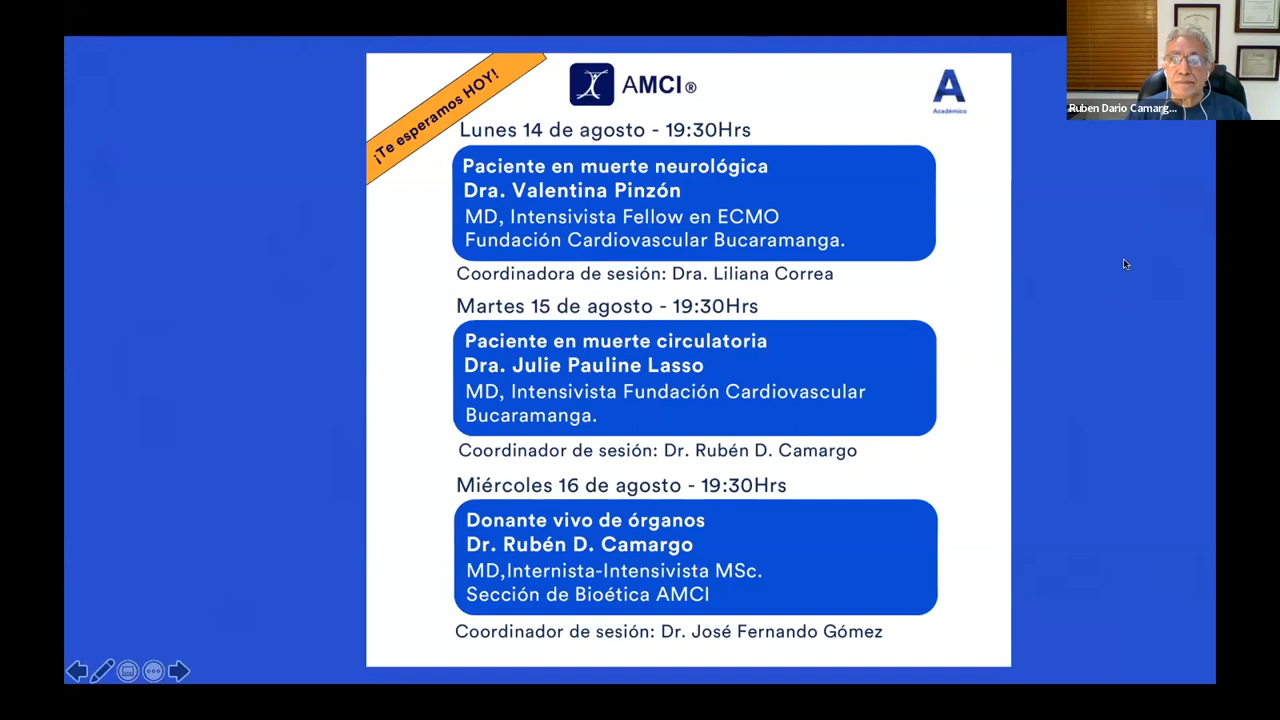 ¡Te esperamos HOY!
AMCI®
A
Académico
Ruben Dario Camarg...
Lunes 14 de agosto - 19:30Hrs
Paciente en muerte neurológica
Dra. Valentina Pinzón
MD, Intensivista Fellow en ECMO
Fundación Cardiovascular Bucaramanga.
Coordinadora de sesión: Dra. Liliana Correa
Martes 15 de agosto - 19:30Hrs
Paciente en muerte circulatoria
Dra. Julie Pauline Lasso
MD, Intensivista Fundación Cardiovascular
Bucaramanga.
Coordinador de sesión: Dr. Rubén D. Camargo
Miércoles 16 de agosto - 19:30Hrs
Donante vivo de órganos
Dr. Rubén D. Camargo
MD,Internista-Intensivista MSc.
Sección de Bioética AMCI
Coordinador de sesión: Dr. José Fernando Gómez